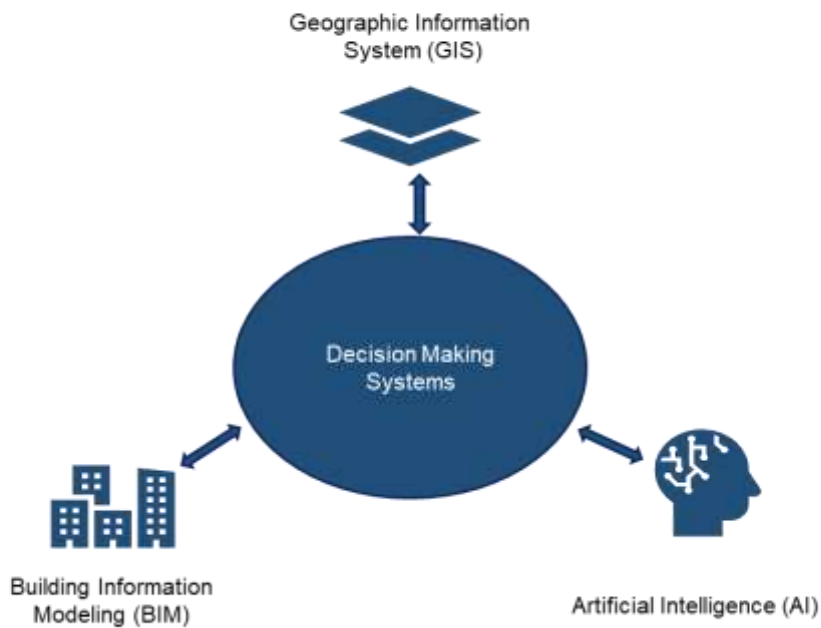 Geographic Information
System (GIS)
Decision Making
Systems
Building Information
Modeling (BIM)
Artificial Intelligence (AI)